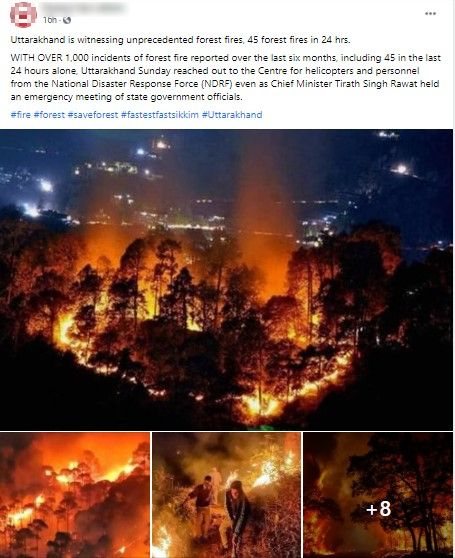 16h ·
Uttarakhand is witnessing unprecedented forest fires, 45 forest fires in 24 hrs.
WITH OVER 1,000 incidents of forest fire reported over the last six months, including 45 in the last
24 hours alone, Uttarakhand Sunday reached out to the Centre for helicopters and personnel
from the National Disaster Response Force (NDRF) even as Chief Minister Tirath Singh Rawat held
an emergency meeting of state government officials.
#fire #forest #saveforest #fastestfastsikkim #Uttarakhand
+8